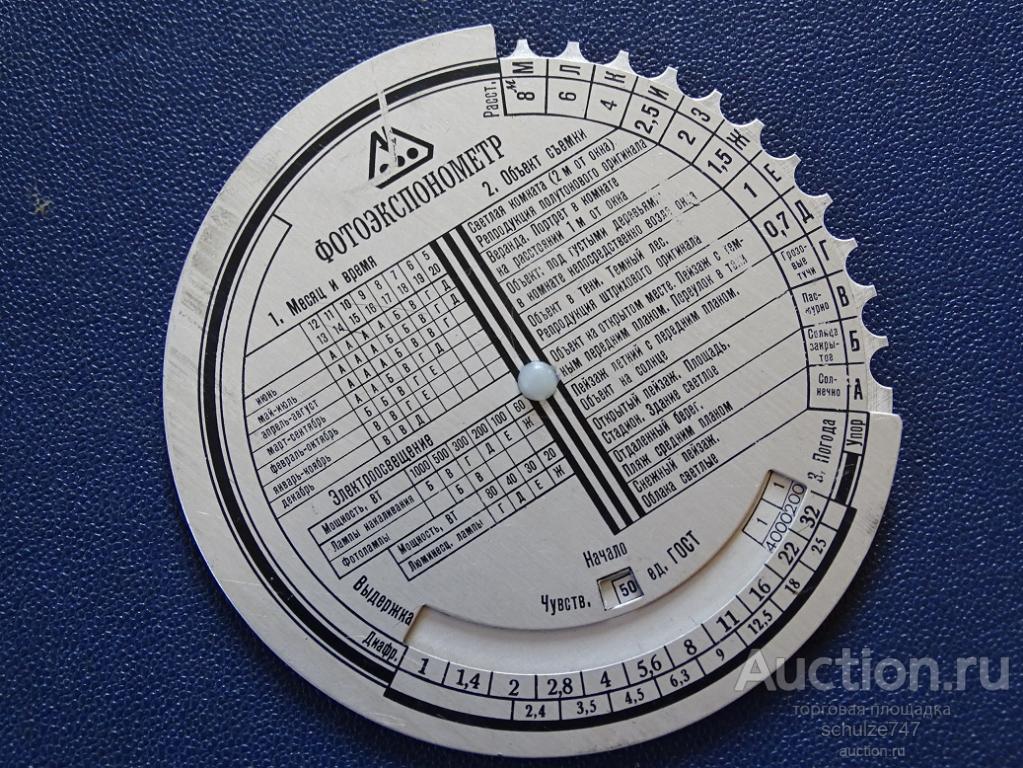 ФОТОЭКСПОНОМЕТР
1. Месяц и время
12 11 10 9 8 7 6 5
13 14 15 16 17 18 19 20
июнь А А А Б В Г Д
май-июль А А А Б В Г Д
апрель-август
март-сентябрь
февраль-октябрь
январь-ноябрь
декабрь
Электроосвещение
Мощность, ВТ 1000 500 300 200 100 60
Лампы накаливания Б В Г Д Е Ж
Фотолампы Б В
Мощность, ВТ 80 40 30 20
Люминесц. лампы Г Д Е Ж
2. Объект съемки
Светлая комната (2 м от окна)
Репродукция полутонового оригинала
Веранда. Портрет в комнате
на расстоянии 1 м от окна
Объект: под густыми деревьями,
в комнате непосредственно возле окна
Объект в тени. Темный лес.
Репродукция штрихового оригинала
Объект на открытом месте. Пейзаж с тем-
ным передним планом. Переулок в тени
Пейзаж летний с передним планом.
Объект на солнце
Открытый пейзаж. Площадь.
Стадион. Здание светлое
Отдаленный берег.
Пляж средним планом
Снежный пейзаж.
Облака светлые
Расст. м 8 6 4 2,5 2 1,5 1 0,7
М Л К И З Ж Е Д Г В Б А
Грозо-
вые
тучи
Пас-
мурно
Солнце
закры-
тое
Сол-
нечно
3. Погода
Упор
Начало
Чувств. 50 ед. ГОСТ
Выдержка
1 1
4000 200
Диафр. 1 1,4 2 2,8 4 5,6 8 11 16 22 32
2,4 3,5 4,5 6,3 9 12,5 18 25
Auction.ru
торговая площадка
schulze747
auction.ru